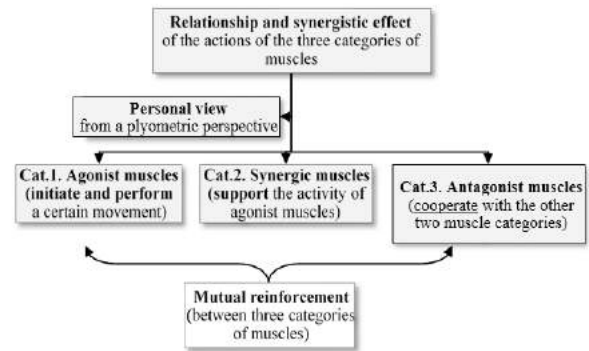 Relationship and synergistic effect
of the actions of the three categories of
muscles
Personal view
from a plyometric perspective
Cat.1. Agonist muscles
(initiate and perform
a certain movement)
Cat.2. Synergic muscles
(support the activity of
agonist muscles)
Cat.3. Antagonist muscles
(cooperate with the other
two muscle categories)
Mutual reinforcement
(between three categories
of muscles)